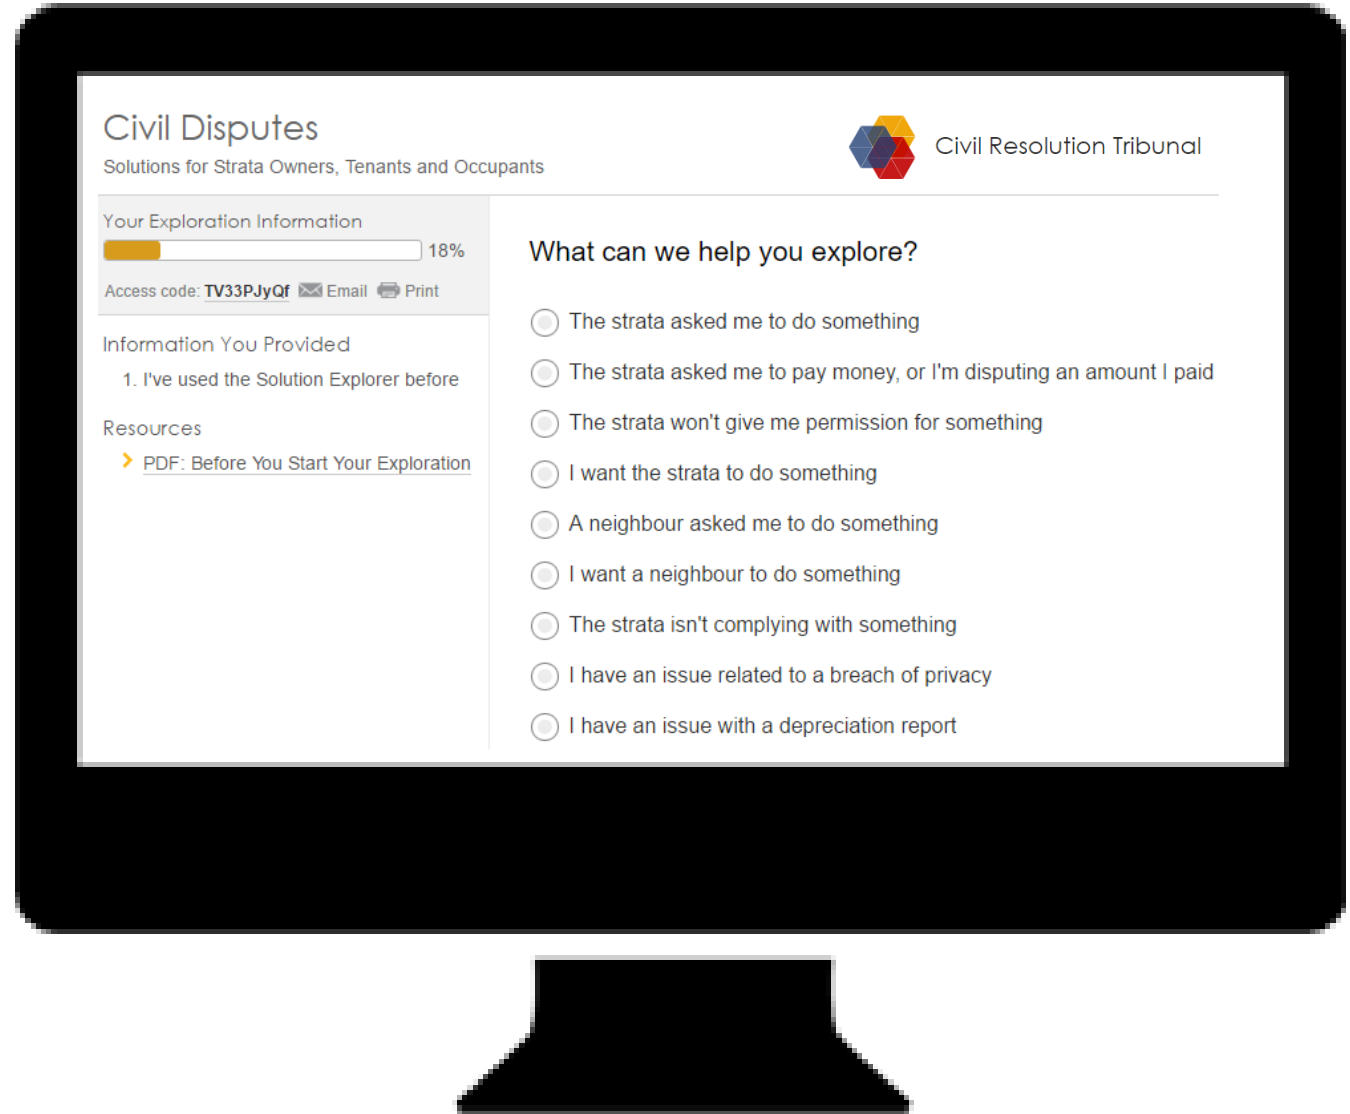 Civil Disputes
Solutions for Strata Owners, Tenants and Occupants
Civil Resolution Tribunal
Your Exploration Information
18%
Access code: TV33PJyQf Email Print
Information You Provided
1. I've used the Solution Explorer before
Resources
PDF: Before You Start Your Exploration
What can we help you explore?
The strata asked me to do something
The strata asked me to pay money, or I'm disputing an amount I paid
The strata won't give me permission for something
I want the strata to do something
A neighbour asked me to do something
I want a neighbour to do something
The strata isn't complying with something
I have an issue related to a breach of privacy
I have an issue with a depreciation report